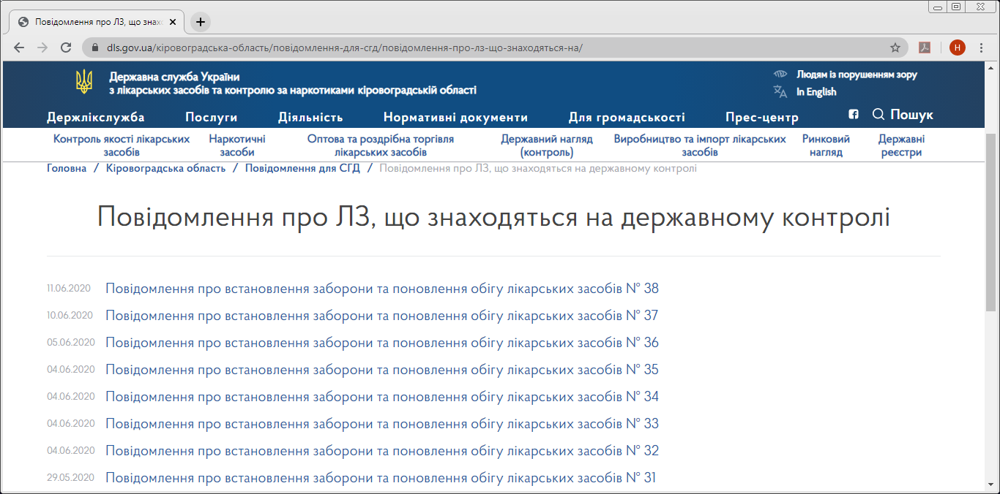 Повідомлення про ЛЗ, що знахо
dls.gov.ua/кіровоградська-область/повідомлення-для-сгд/повідомлення-про-лз-що-знаходяться-на/
Н
Державна служба України
з лікарських засобів та контролю за наркотиками кіровоградській області
Людям із порушенням зору
In English
Держлікслужба Послуги Діяльність Нормативні документи Для громадськості Прес-центр Пошук
Контроль якості лікарських засобів
Наркотичні засоби
Оптова та роздрібна торгівля лікарських засобів
Державний нагляд (контроль)
Виробництво та імпорт лікарських засобів
Ринковий нагляд
Державні реєстри
Головна / Кіровоградська область / Повідомлення для СГД / Повідомлення про ЛЗ, що знаходяться на державному контролі
Повідомлення про ЛЗ, що знаходяться на державному контролі
11.06.2020 Повідомлення про встановлення заборони та поновлення обігу лікарських засобів № 38
10.06.2020 Повідомлення про встановлення заборони та поновлення обігу лікарських засобів № 37
05.06.2020 Повідомлення про встановлення заборони та поновлення обігу лікарських засобів № 36
04.06.2020 Повідомлення про встановлення заборони та поновлення обігу лікарських засобів № 35
04.06.2020 Повідомлення про встановлення заборони та поновлення обігу лікарських засобів № 34
04.06.2020 Повідомлення про встановлення заборони та поновлення обігу лікарських засобів № 33
04.06.2020 Повідомлення про встановлення заборони та поновлення обігу лікарських засобів № 32
29.05.2020 Повідомлення про встановлення заборони та поновлення обігу лікарських засобів № 31